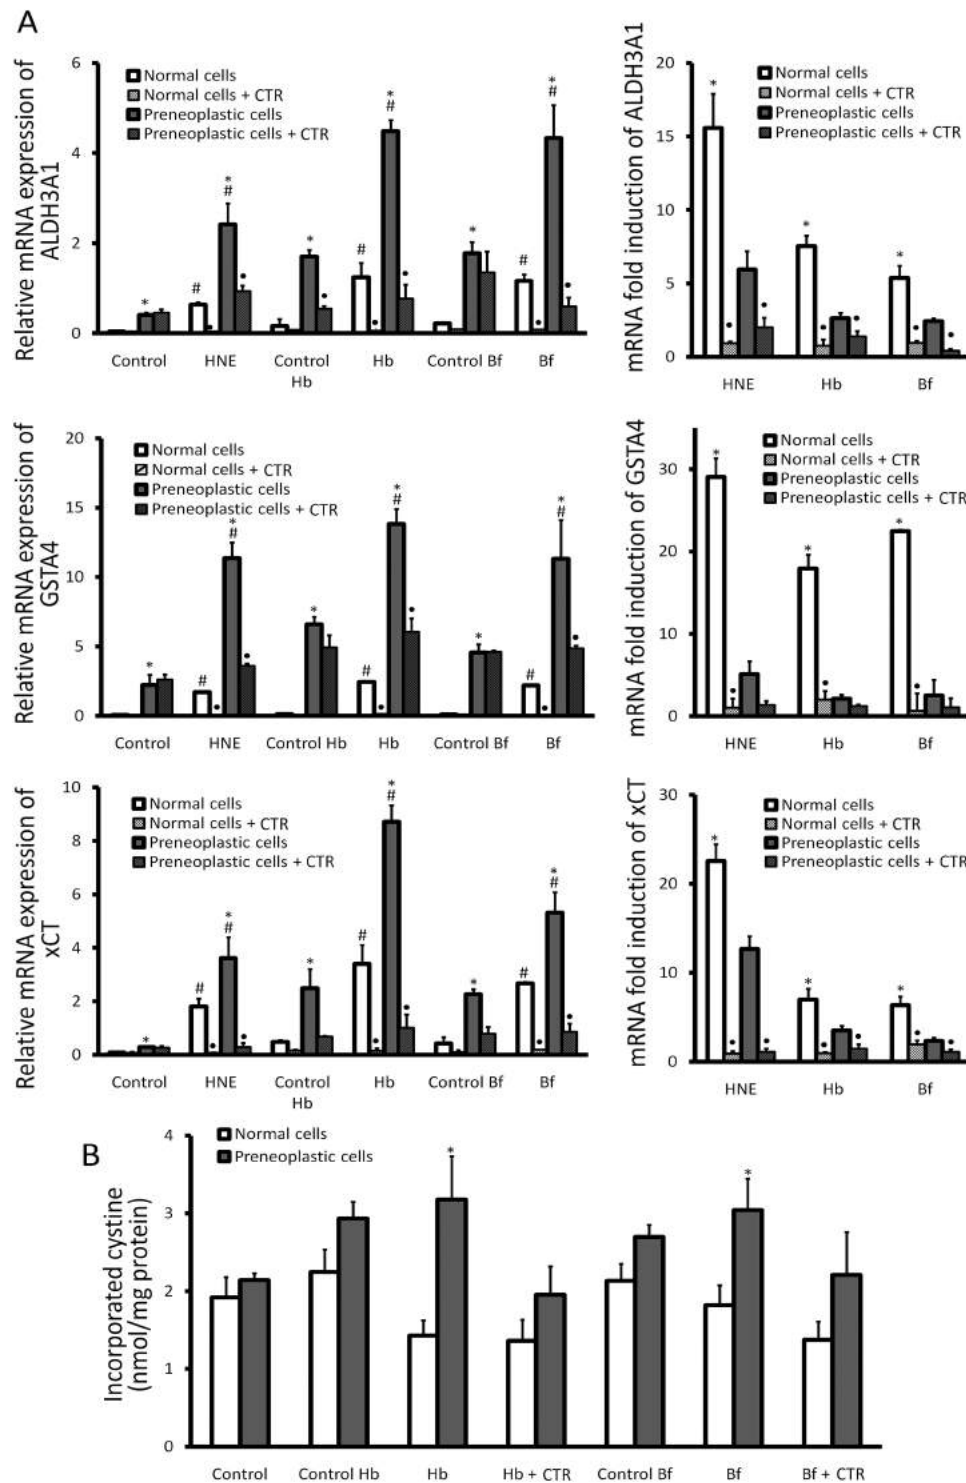 A
Relative mRNA expression of
ALDH3A1
6
4
2
0
Normal cells
Normal cells + CTR
Preneoplastic cells
Preneoplastic cells + CTR
# * * # * # * # * # * #
Control HNE Control Hb Control Bf Bf
Hb
mRNA fold induction of ALDH3A1
20
15
10
5
0
Normal cells
Normal cells + CTR
Preneoplastic cells
Preneoplastic cells + CTR
* * *
HNE Hb Bf
Relative mRNA expression of
GSTA4
20
15
10
5
0
Normal cells
Normal cells + CTR
Preneoplastic cells
Preneoplastic cells + CTR
* # * # * # * # * # * #
Control HNE Control Hb Hb Control Bf Bf
mRNA fold induction of GSTA4
30
20
10
0
Normal cells
Normal cells + CTR
Preneoplastic cells
Preneoplastic cells + CTR
* * *
HNE Hb Bf
Relative mRNA expression of
xCT
10
8
6
4
2
0
Normal cells
Normal cells + CTR
Preneoplastic cells
Preneoplastic cells + CTR
* # * # * # * # * # * #
Control HNE Control Hb Control Bf Bf
Hb
mRNA fold induction of xCT
30
20
10
0
Normal cells
Normal cells + CTR
Preneoplastic cells
Preneoplastic cells + CTR
* * *
HNE Hb Bf
B
Incorporated cystine
(nmol/mg protein)
4
3
2
1
0
Normal cells
Preneoplastic cells
* *
Control Control Hb Hb Hb + CTR Control Bf Bf Bf + CTR